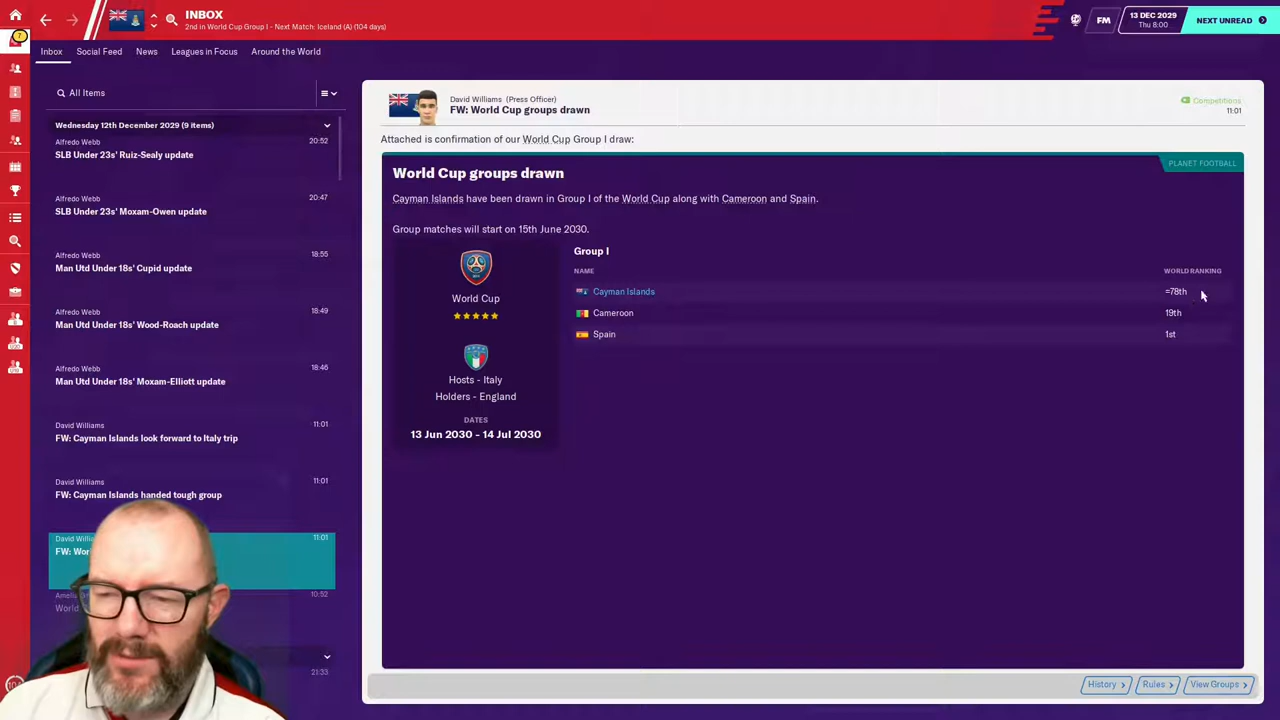 INBOX
2nd in World Cup Group I - Next Match: Iceland (A) (104 days)
FM
13 DEC 2029
Thu 8:00
NEXT UNREAD
7
Inbox
Social Feed
News
Leagues in Focus
Around the World
All Items
Wednesday 12th December 2029 (9 items)
Alfredo Webb
20:52
SLB Under 23s' Ruiz-Sealy update
Alfredo Webb
20:47
SLB Under 23s' Moxam-Owen update
Alfredo Webb
18:55
Man Utd Under 18s' Cupid update
Alfredo Webb
18:49
Man Utd Under 18s' Wood-Roach update
Alfredo Webb
18:46
Man Utd Under 18s' Moxam-Elliott update
David Williams
11:01
FW: Cayman Islands look forward to Italy trip
David Williams
11:01
FW: Cayman Islands handed tough group
David Willia
11:01
FW: Wor
10:52
World
21:33
David Williams (Press Officer)
FW: World Cup groups drawn
Competitions
11:01
Attached is confirmation of our World Cup Group I draw:
PLANET FOOTBALL
World Cup groups drawn
Cayman Islands have been drawn in Group I of the World Cup along with Cameroon and Spain.
Group matches will start on 15th June 2030.
World Cup
Hosts - Italy
Holders - England
DATES
13 Jun 2030 - 14 Jul 2030
Group I
NAME
WORLD RANKING
Cayman Islands
=78th
Cameroon
19th
Spain
1st
History
Rules
View Groups